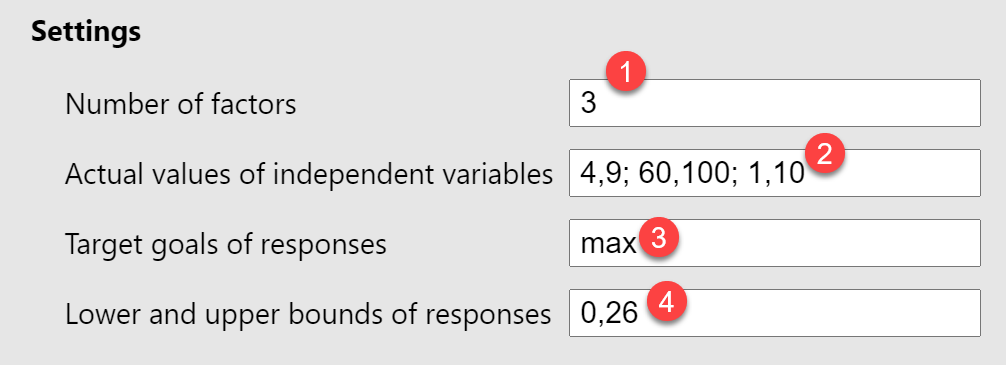 Settings
1
Number of factors 3
2
Actual values of independent variables 4,9; 60,100; 1,10
Target goals of responses max 3
Lower and upper bounds of responses 0,26 4